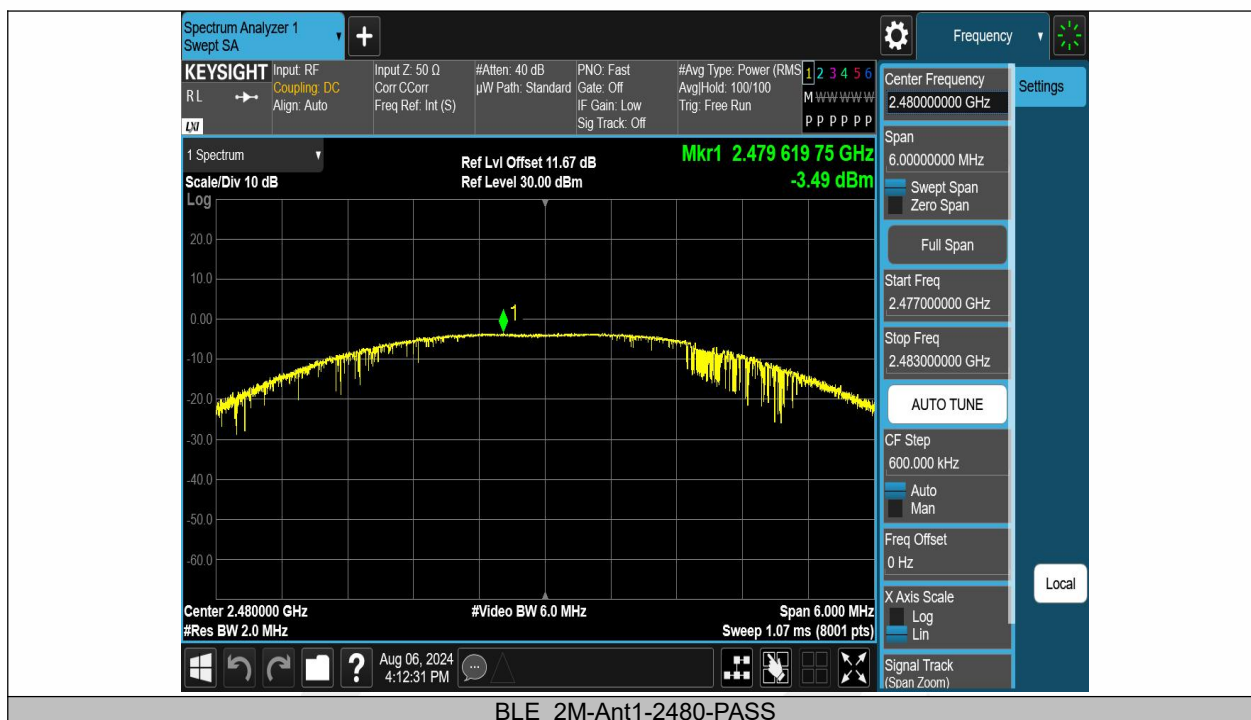 Spectrum Analyzer 1
Swept SA
+
Frequency
KEYSIGHT
RL
LXI
Input: RF
Coupling: DC
Align: Auto
Input Z: 50 Ω
Corr CCorr
Freq Ref: Int (S)
#Atten: 40 dB
µW Path: Standard
PNO: Fast
Gate: Off
IF Gain: Low
Sig Track: Off
#Avg Type: Power (RMS
Avg|Hold: 100/100
Trig: Free Run
1 2 3 4 5 6
M W W W W W
P P P P P P
1 Spectrum
Scale/Div 10 dB
Log
Ref Lvl Offset 11.67 dB
Ref Level 30.00 dBm
Mkr1 2.479 619 75 GHz
-3.49 dBm
20.0
10.0
0.00
-10.0
-20.0
-30.0
-40.0
-50.0
-60.0
1
Center 2.480000 GHz
#Res BW 2.0 MHz
#Video BW 6.0 MHz
Span 6.000 MHz
Sweep 1.07 ms (8001 pts)
Aug 06, 2024
4:12:31 PM
?
Center Frequency
2.480000000 GHz
Settings
Span
6.00000000 MHz
Swept Span
Zero Span
Full Span
Start Freq
2.477000000 GHz
Stop Freq
2.483000000 GHz
AUTO TUNE
CF Step
600.000 kHz
Auto
Man
Freq Offset
0 Hz
X Axis Scale
Log
Lin
Local
Signal Track
(Span Zoom)
BLE_2M-Ant1-2480-PASS